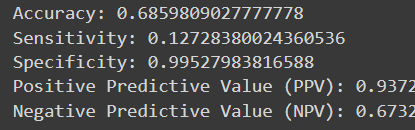 Accuracy: 0.6859809027777778
Sensitivity: 0.12728380024360536
Specificity: 0.99527983816588
Positive Predictive Value (PPV): 0.9372
Negative Predictive Value (NPV): 0.6732